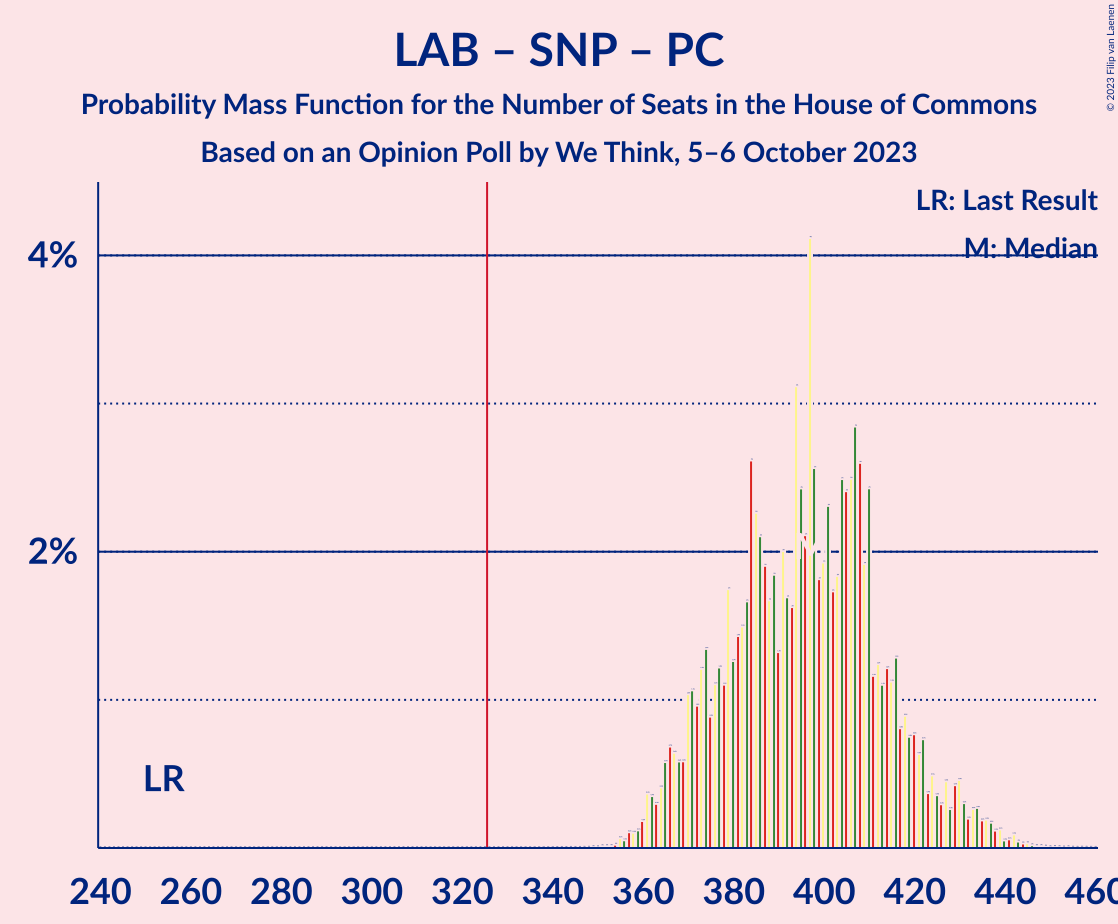 LAB – SNP – PC
Probability Mass Function for the Number of Seats in the House of Commons
Based on an Opinion Poll by We Think, 5–6 October 2023
© 2023 Filip van Laenen
LR: Last Result
M: Median
4%
2%
LR
M
240 260 280 300 320 340 360 380 400 420 440 460